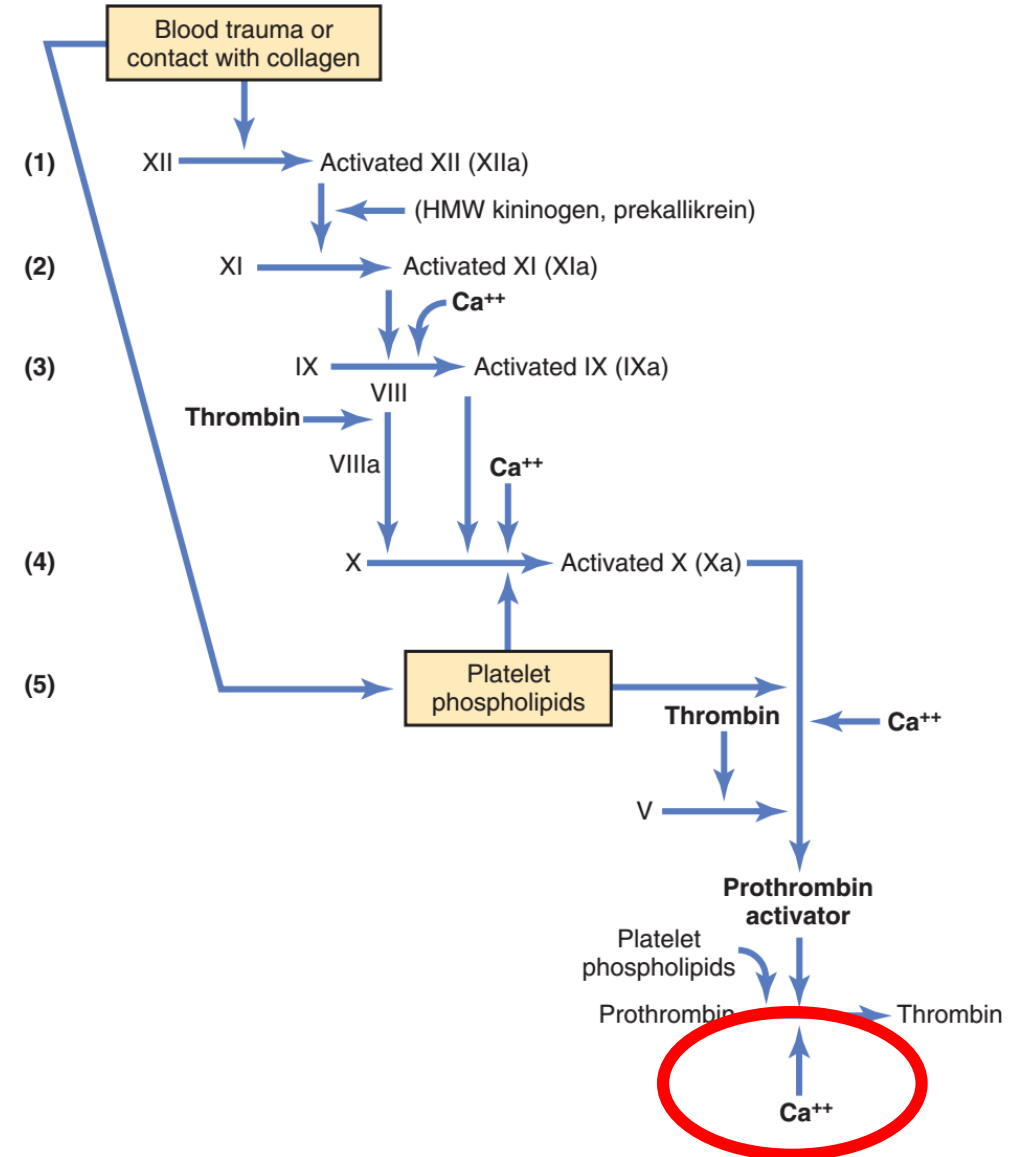 Blood trauma or
contact with collagen
(1) XII Activated XII (XIIa)
(HMW kininogen, prekallikrein)
(2) XI Activated XI (XIa)
Ca++
(3) IX Activated IX (IXa)
VIII
Thrombin
VIIIa Ca++
(4) X Activated X (Xa)
(5) Platelet
phospholipids
Thrombin Ca++
V
Prothrombin
activator
Platelet
phospholipids
Prothrombin Thrombin
Ca++